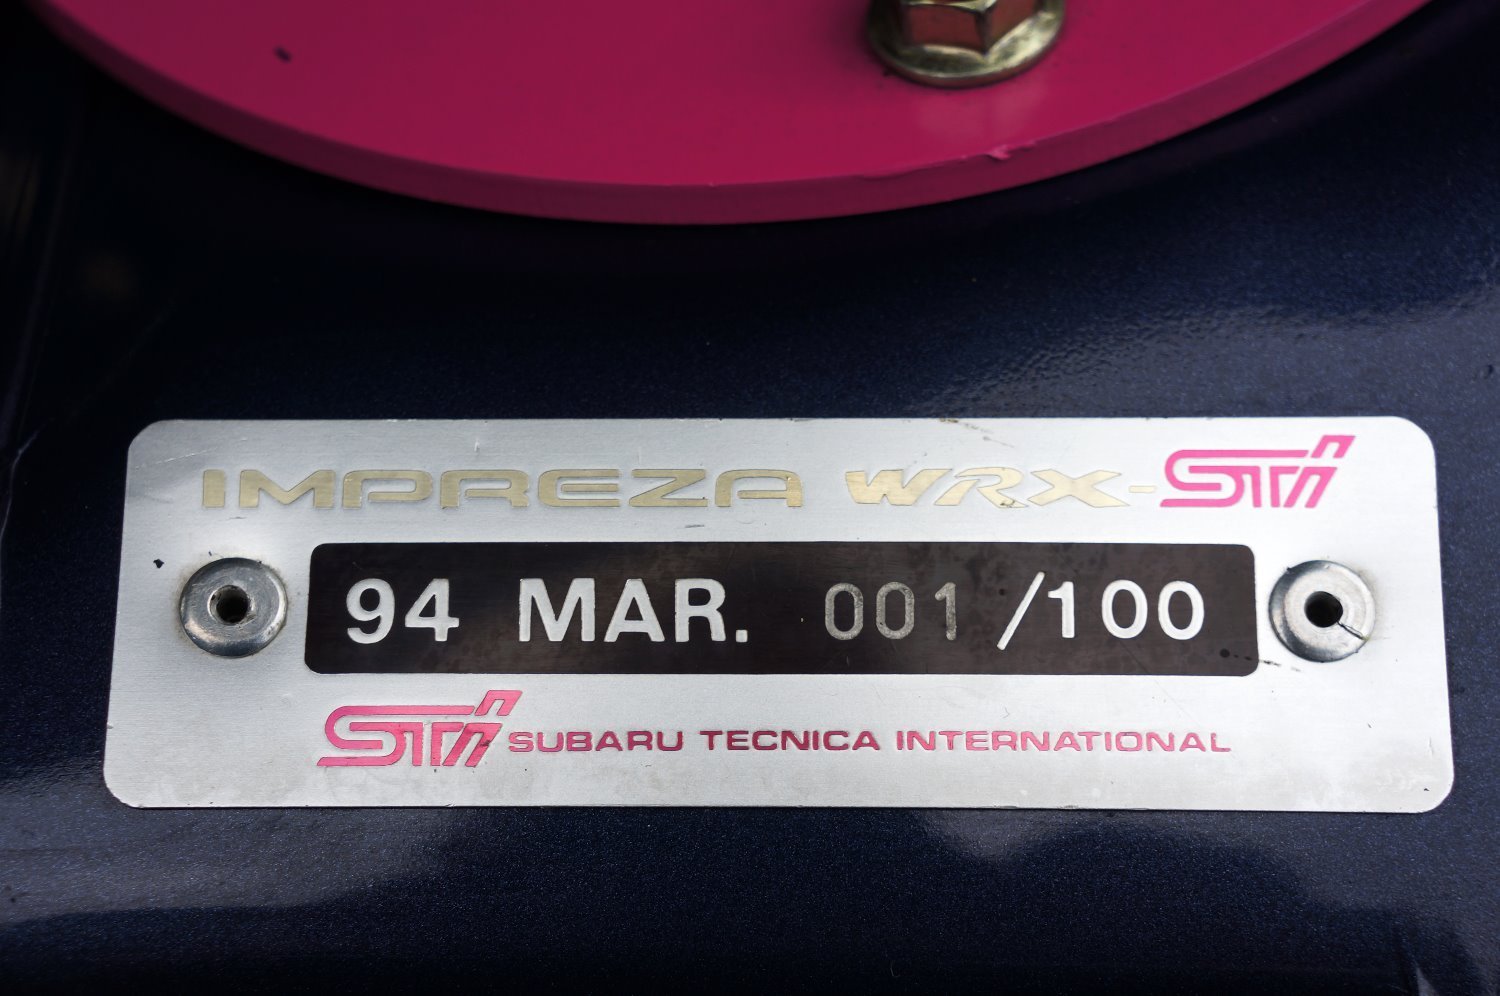 IMPREZA WRX-STi
94 MAR. 001/100
STi SUBARU TECNICA INTERNATIONAL